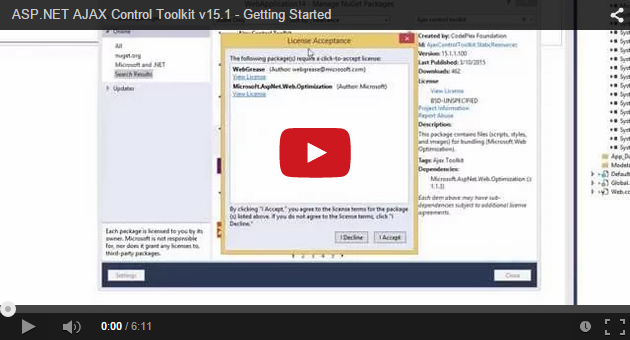 ASP.NET AJAX Control Toolkit v15.1 - Getting Started
Manage NuGet Packages
Online
All
nuget.org
Microsoft and .NET
Search Results
Updates
Each package is licensed to you by its
owner. Microsoft is not responsible
for, nor does it grant any licenses to,
third-party packages.
Settings
License Acceptance
The following package(s) require a click-to-accept license:
WebGrease (Author: webgrease@microsoft.com)
View License
Microsoft.AspNet.Web.Optimization (Author: Microsoft)
View License
By clicking "I Accept," you agree to the license terms for the package
(s) listed above. If you do not agree to the license terms, click "I
Decline."
I Decline
I Accept
1 2 3 4 5
Created by: CodePlex Foundation
Id: AjaxControlToolkit.StaticResources
Version: 15.1.1.100
Last Published: 3/10/2015
Downloads: 462
License
View License
BSD-UNSPECIFIED
Project Information
Report Abuse
Description:
This package contains files (scripts, styles,
and images) for bundling (Microsoft.Web
Optimization).
Tags: Ajax Toolkit
Dependencies:
Microsoft.AspNet.Web.Optimization (≥
1.1.3)
Each item above may have sub-
dependencies subject to additional license
agreements.
Close
App_Da
Models
Default
Global.
Web.co
0:00 / 6:11